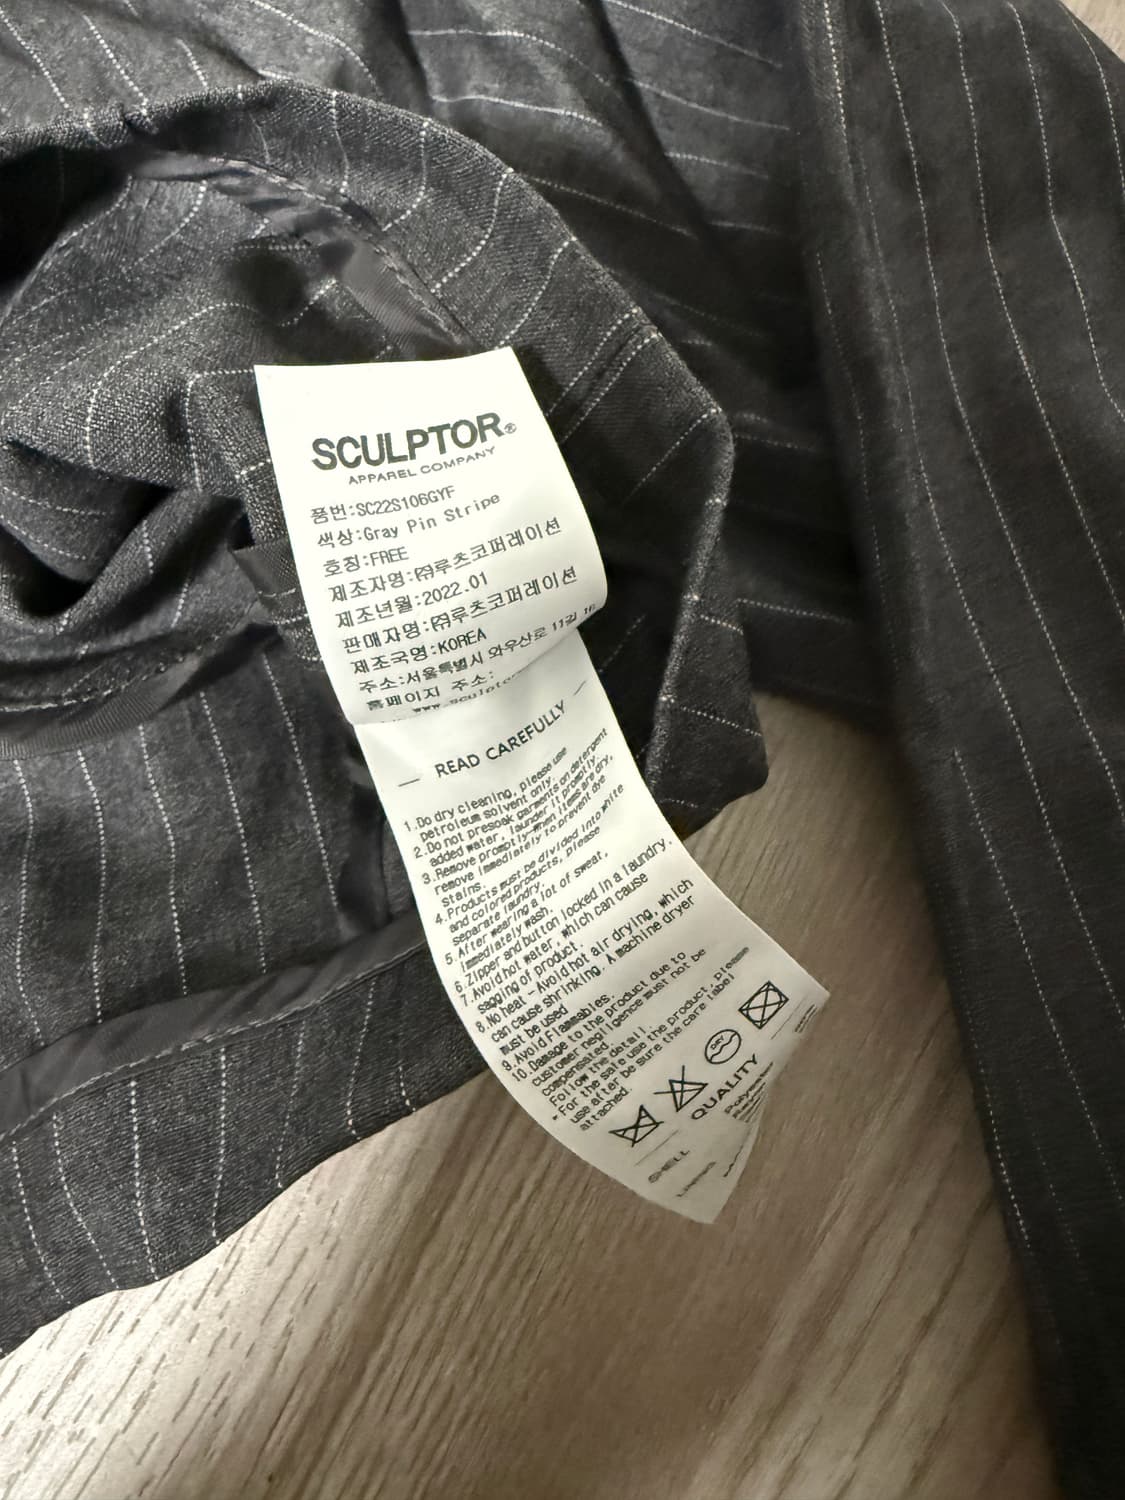 SCULPTOR®
APPAREL COMPANY
품번:SC22S106GYF
색상:Gray Pin Stripe
호칭:FREE
제조자명:㈜루츠코퍼레이션
제조년월:2022.01
판매자명:㈜루츠코퍼레이션
제조국명:KOREA
주소:서울특별시 와우산로 11길 16
홈페이지 주소:
READ CAREFULLY
1.Do dry cleaning, please use
petroleum solvent only.
2.Do not presoak garments on detergent
added water, launder it promptly.
3.Remove promptly when items are dry,
remove immediately to prevent dye
stains.
4.Products must be divided into white
and colored products, please
separate laundry.
5.After wearing a lot of sweat,
immediately wash.
6.Zipper and button locked in a laundry.
7.Avoid hot water, which can cause
sagging of product.
8.No heat - Avoid hot air drying, which
can cause shrinking. A machine dryer
must be used
9.Avoid Flammables.
10.Damage to the product due to
customer negligence must not be
compensated.
Follow the detail.
*For the safe use the product, please
use after be sure the care label
attached.
DRY
QUALITY
SHELL